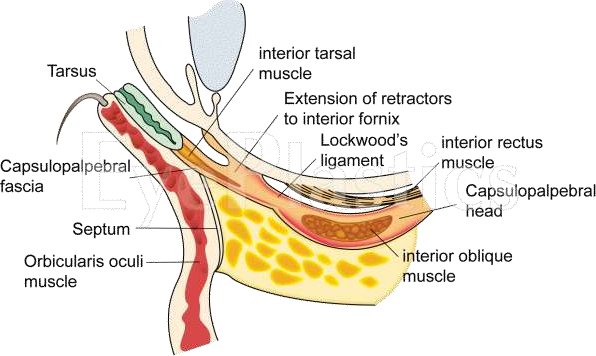 Tarsus
interior tarsal
muscle
Extension of retractors
to interior fornix
Lockwood's
ligament
interior rectus
muscle
Capsulopalpebral
head
interior oblique
muscle
Capsulopalpebral
fascia
Septum
Orbicularis oculi
muscle
EyePlastics